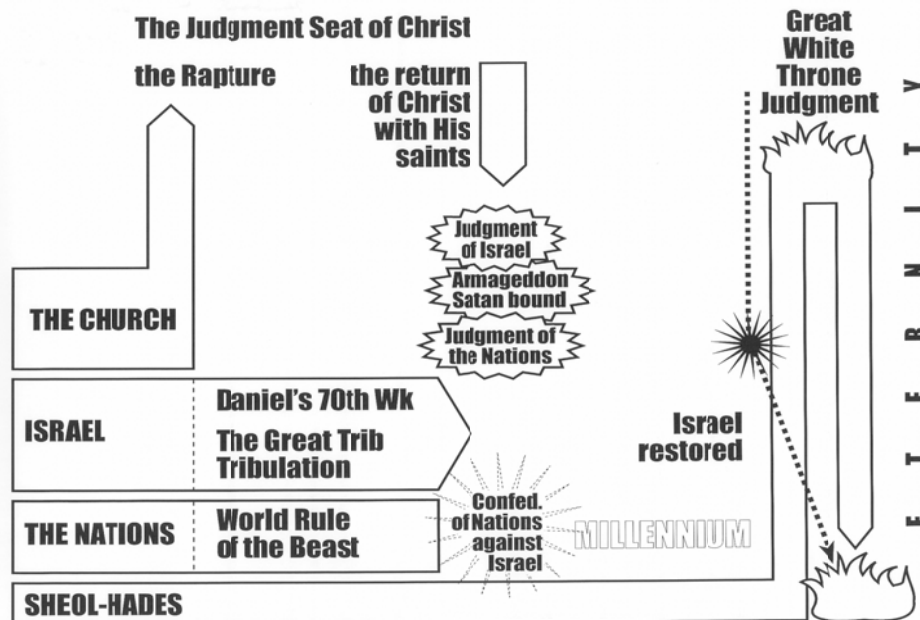 The Judgment Seat of Christ
the Rapture
the return
of Christ
with His
saints
Great
White
Throne
Judgment
Judgment
of Israel
Armageddon
Satan bound
Judgment of
the Nations
THE CHURCH
ISRAEL
Daniel's 70th Wk
The Great Trib
Tribulation
Israel
restored
THE NATIONS
World Rule
of the Beast
Confed.
of Nations
against
Israel
MILLENNIUM
SHEOL-HADES
ETERNITY